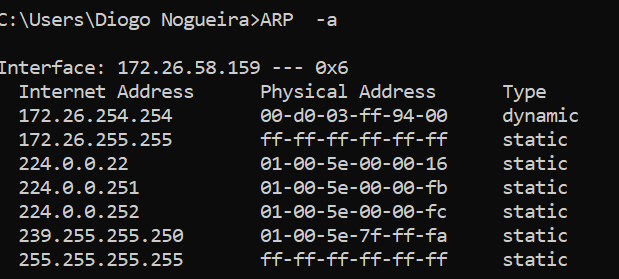 C:\Users\Diogo Nogueira>ARP  -a
Interface: 172.26.58.159 --- 0x6
Internet Address      Physical Address      Type
172.26.254.254        00-d0-03-ff-94-00     dynamic
172.26.255.255        ff-ff-ff-ff-ff-ff     static
224.0.0.22            01-00-5e-00-00-16     static
224.0.0.251           01-00-5e-00-00-fb     static
224.0.0.252           01-00-5e-00-00-fc     static
239.255.255.250       01-00-5e-7f-ff-fa     static
255.255.255.255       ff-ff-ff-ff-ff-ff     static